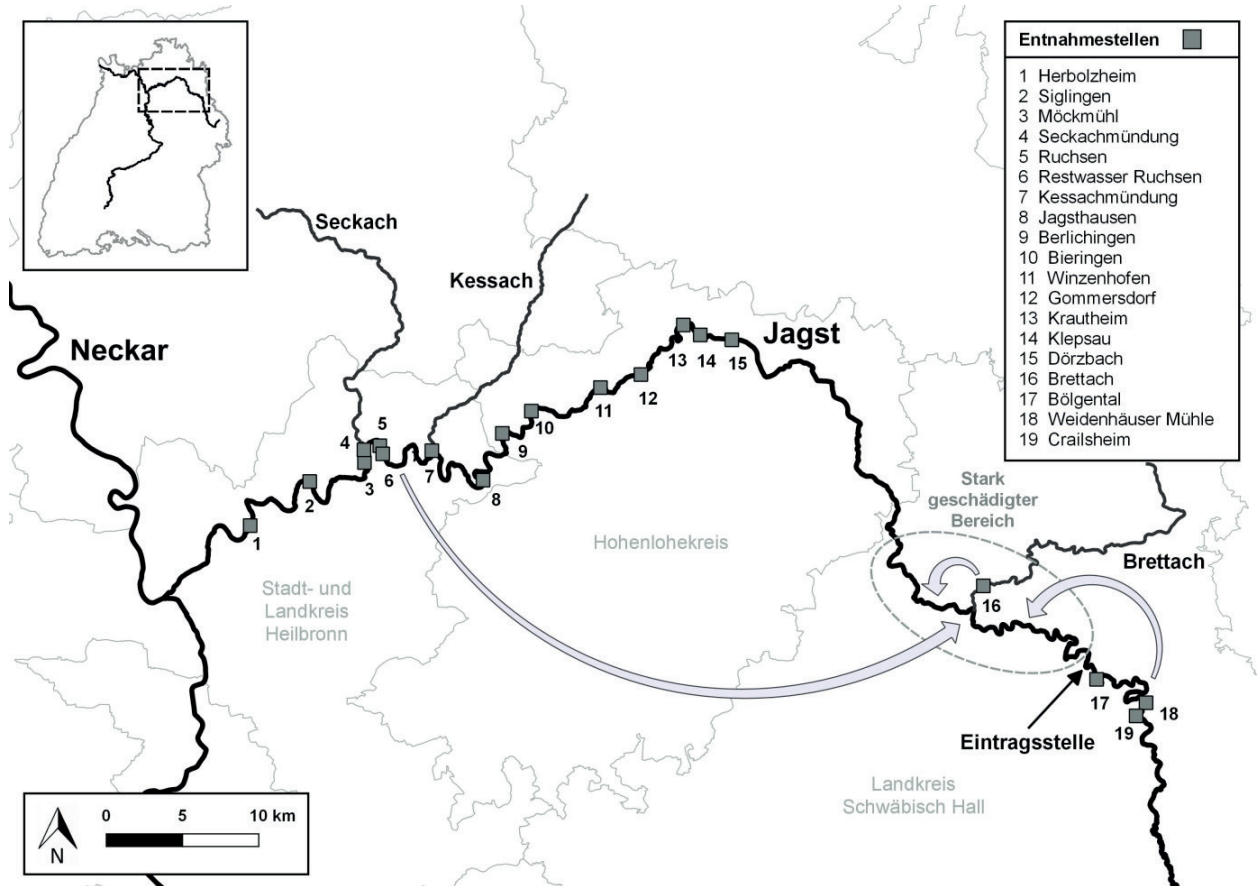 Entnahmestellen
1 Herbolzheim
2 Siglingen
3 Möckmühl
4 Seckachmündung
5 Ruchsen
6 Restwasser Ruchsen
7 Kessachmündung
8 Jagsthausen
9 Berlichingen
10 Bieringen
11 Winzenhofen
12 Gommersdorf
13 Krautheim
14 Klepsau
15 Dörzbach
16 Brettach
17 Bölgental
18 Weidenhäuser Mühle
19 Crailsheim
Seckach
Kessach
Neckar
Jagst
13
14
15
12
11
10
9
5
4
3
6
7
8
2
1
Stark
geschädigter
Bereich
Hohenlohekreis
Brettach
16
Stadt- und
Landkreis
Heilbronn
17
18
19
Eintragsstelle
Landkreis
Schwäbisch Hall
0 5 10 km
N